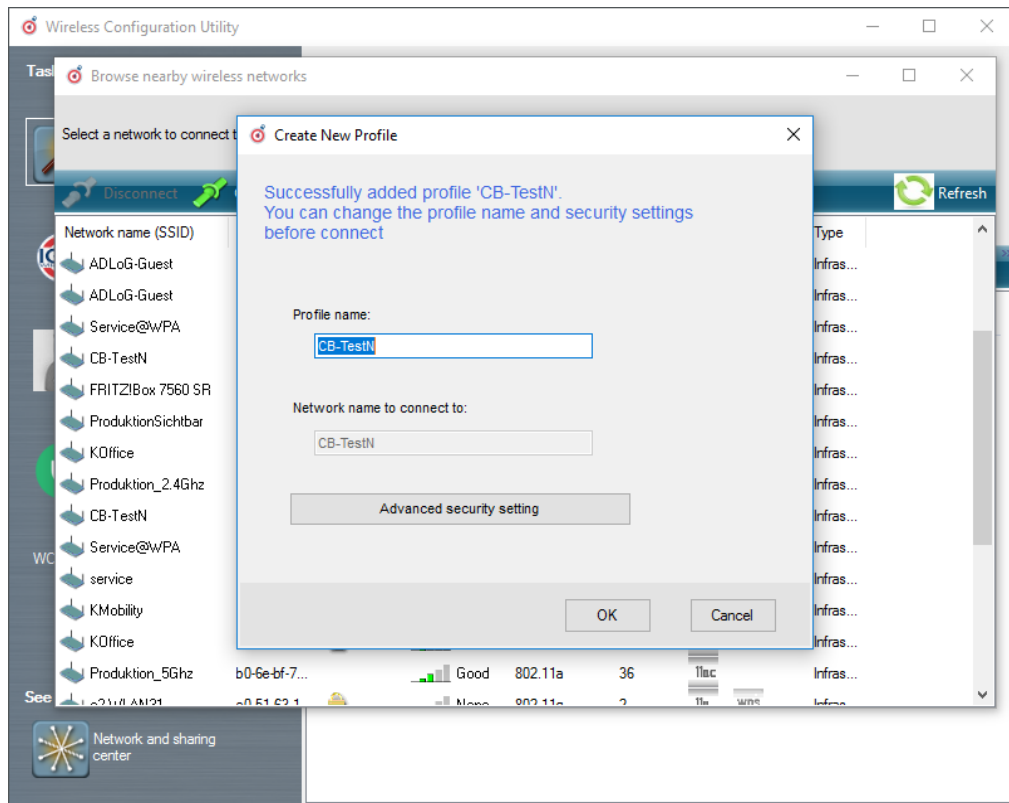 Wireless Configuration Utility
Browse nearby wireless networks
Select a network to connect t
Create New Profile
Disconnect
Refresh
Successfully added profile 'CB-TestN'.
You can change the profile name and security settings
before connect
Profile name:
CB-TestN
Network name to connect to:
CB-TestN
Advanced security setting
OK
Cancel
Network name (SSID) Type
ADLoG-Guest Infras...
ADLoG-Guest Infras...
Service@WPA Infras...
CB-TestN Infras...
FRITZ!Box 7560 SR Infras...
ProduktionSichtbar Infras...
KOffice Infras...
Produktion_2.4Ghz Infras...
CB-TestN Infras...
Service@WPA Infras...
service Infras...
KMobility Infras...
KOffice Infras...
Produktion_5Ghz b0-6e-bf-7... Good 802.11a 36 11ac Infras...
See
Network and sharing
center